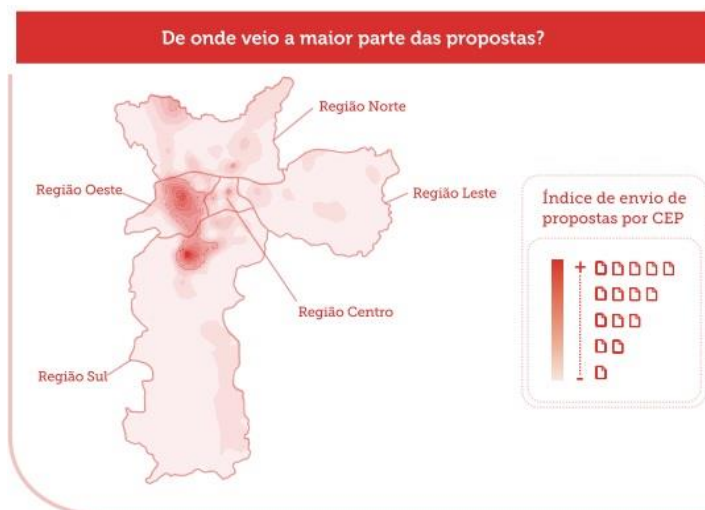 De onde veio a maior parte das propostas?
Região Norte
Região Oeste
Região Leste
Índice de envio de
propostas por CEP
+
Região Centro
Região Sul
-